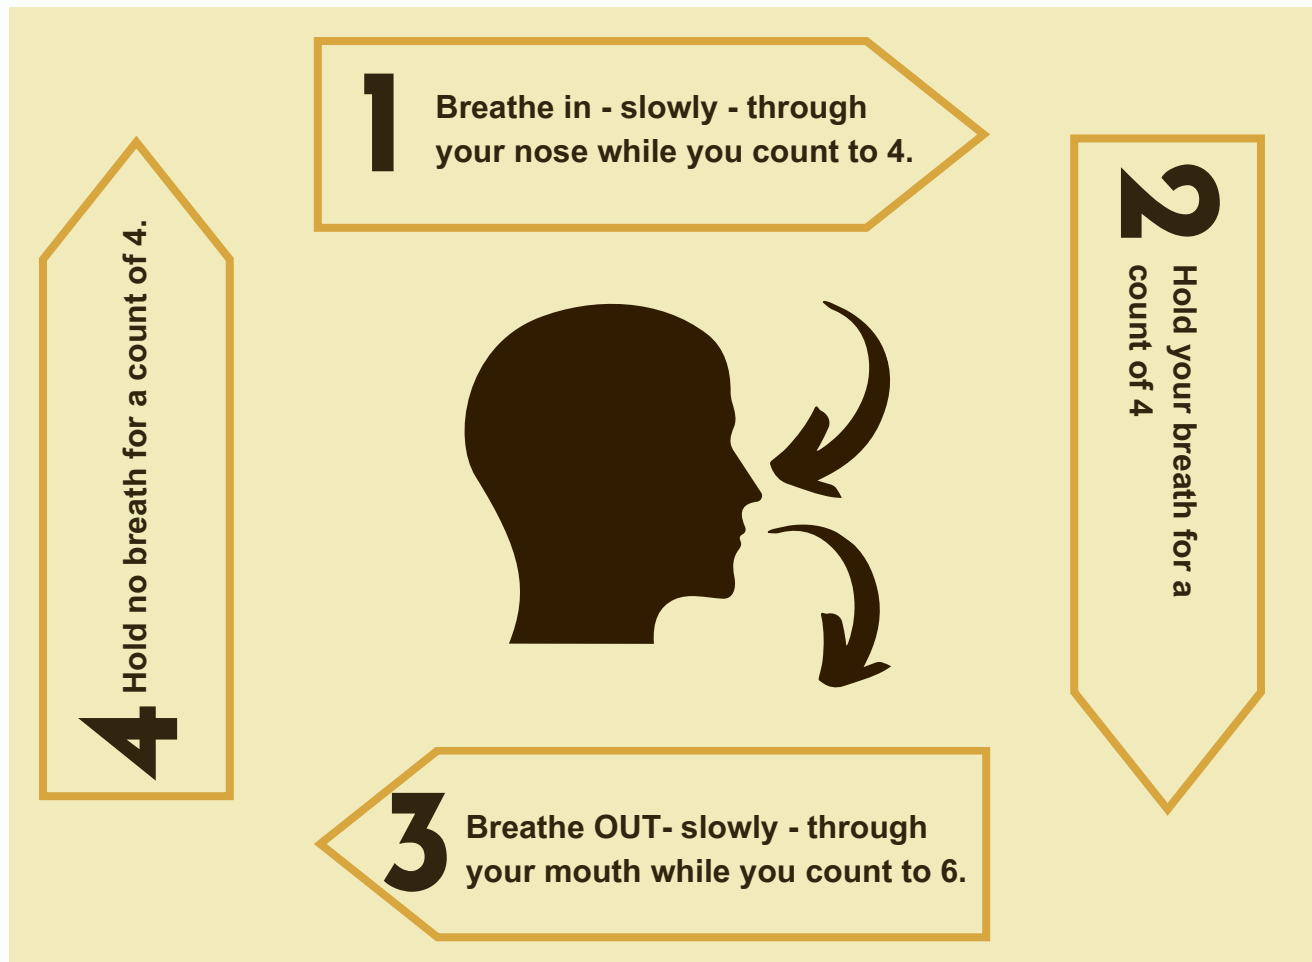 1
Breathe in - slowly - through
your nose while you count to 4.
2
Hold your breath for a
count of 4
3
Breathe OUT- slowly - through
your mouth while you count to 6.
4
Hold no breath for a count of 4.